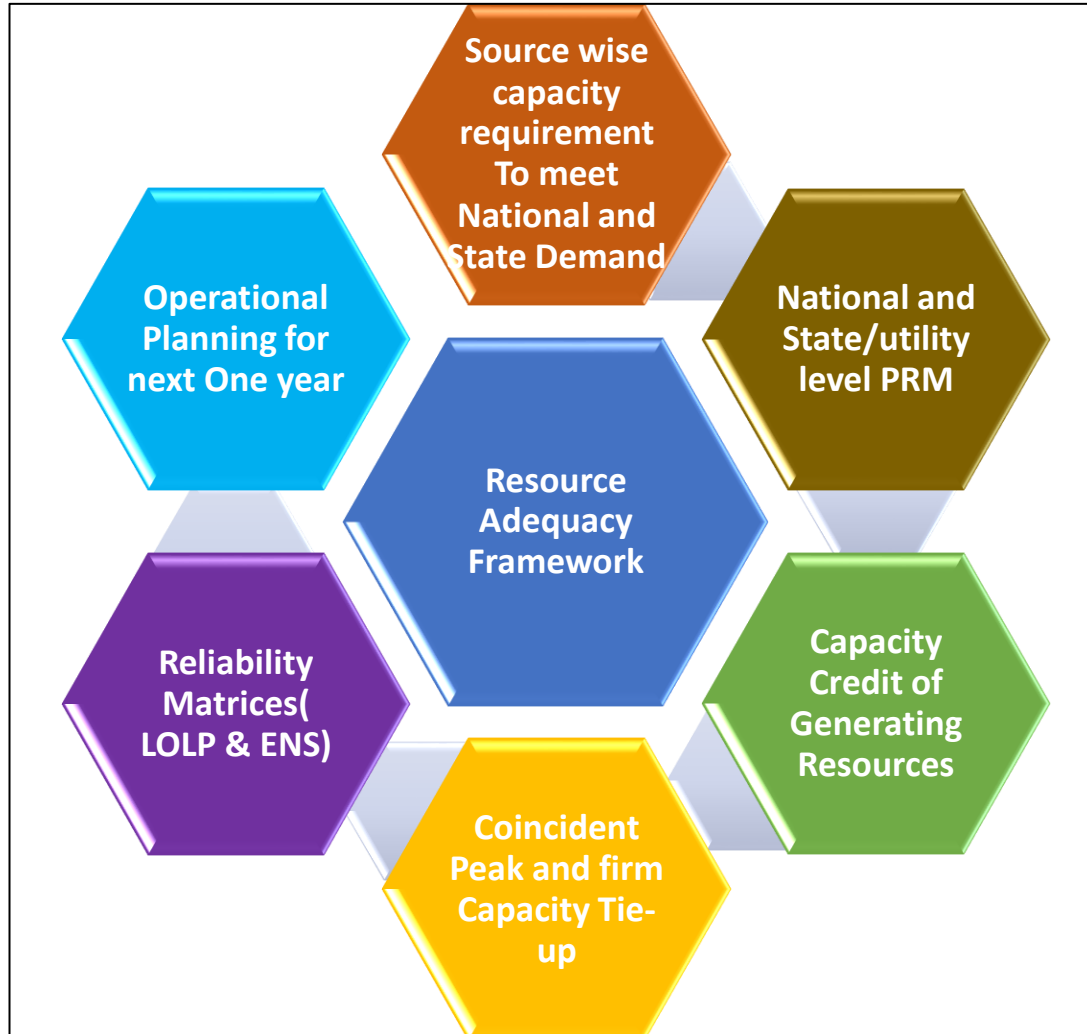 Source wise
capacity
requirement
To meet
National and
State Demand
Operational
Planning for
next One year
National and
State/utility
level PRM
Resource
Adequacy
Framework
Reliability
Matrices(
LOLP & ENS)
Capacity
Credit of
Generating
Resources
Coincident
Peak and firm
Capacity Tie-
up